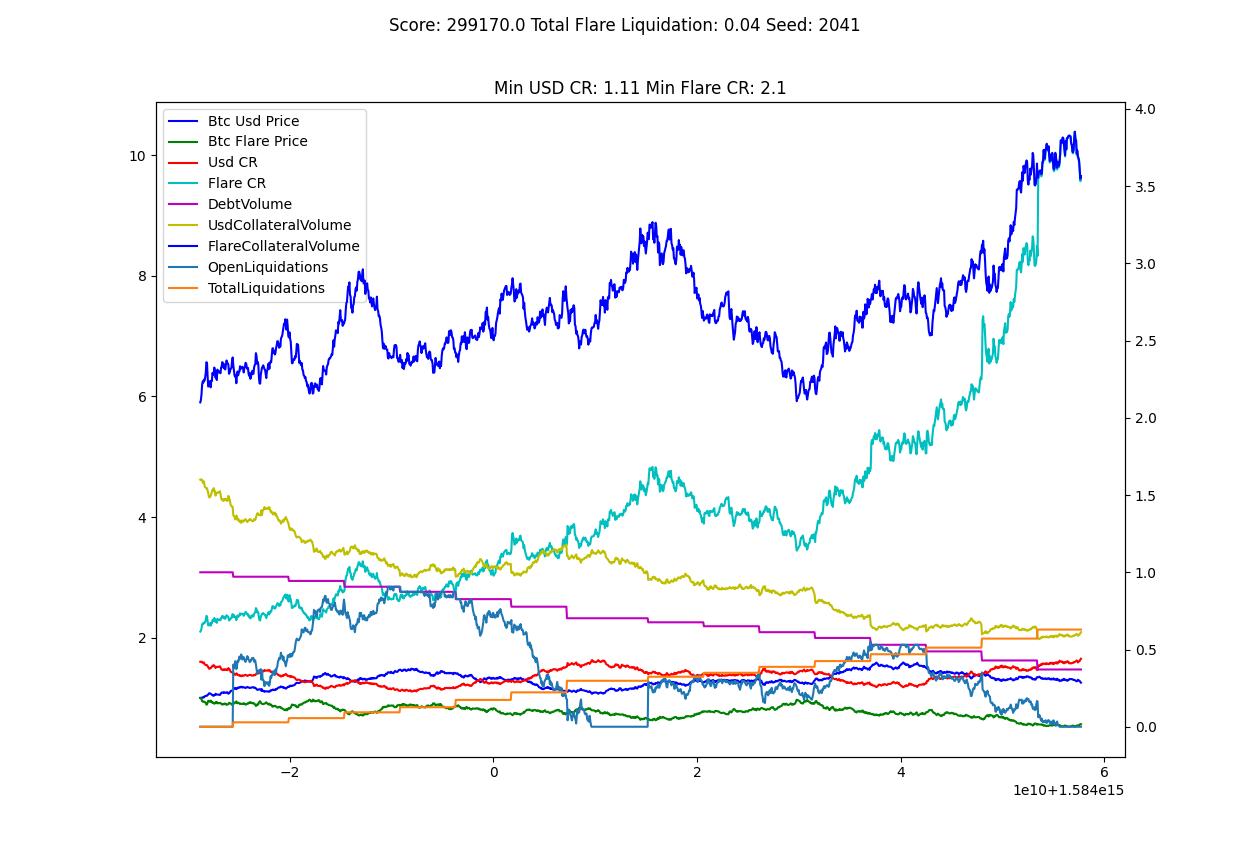 Score: 299170.0 Total Flare Liquidation: 0.04 Seed: 2041
Min USD CR: 1.11 Min Flare CR: 2.1
Btc Usd Price
Btc Flare Price
Usd CR
Flare CR
DebtVolume
UsdCollateralVolume
FlareCollateralVolume
OpenLiquidations
TotalLiquidations
10
8
6
4
2
4.0
3.5
3.0
2.5
2.0
1.5
1.0
0.5
0.0
−2
0
2
4
6
1e10+1.584e15